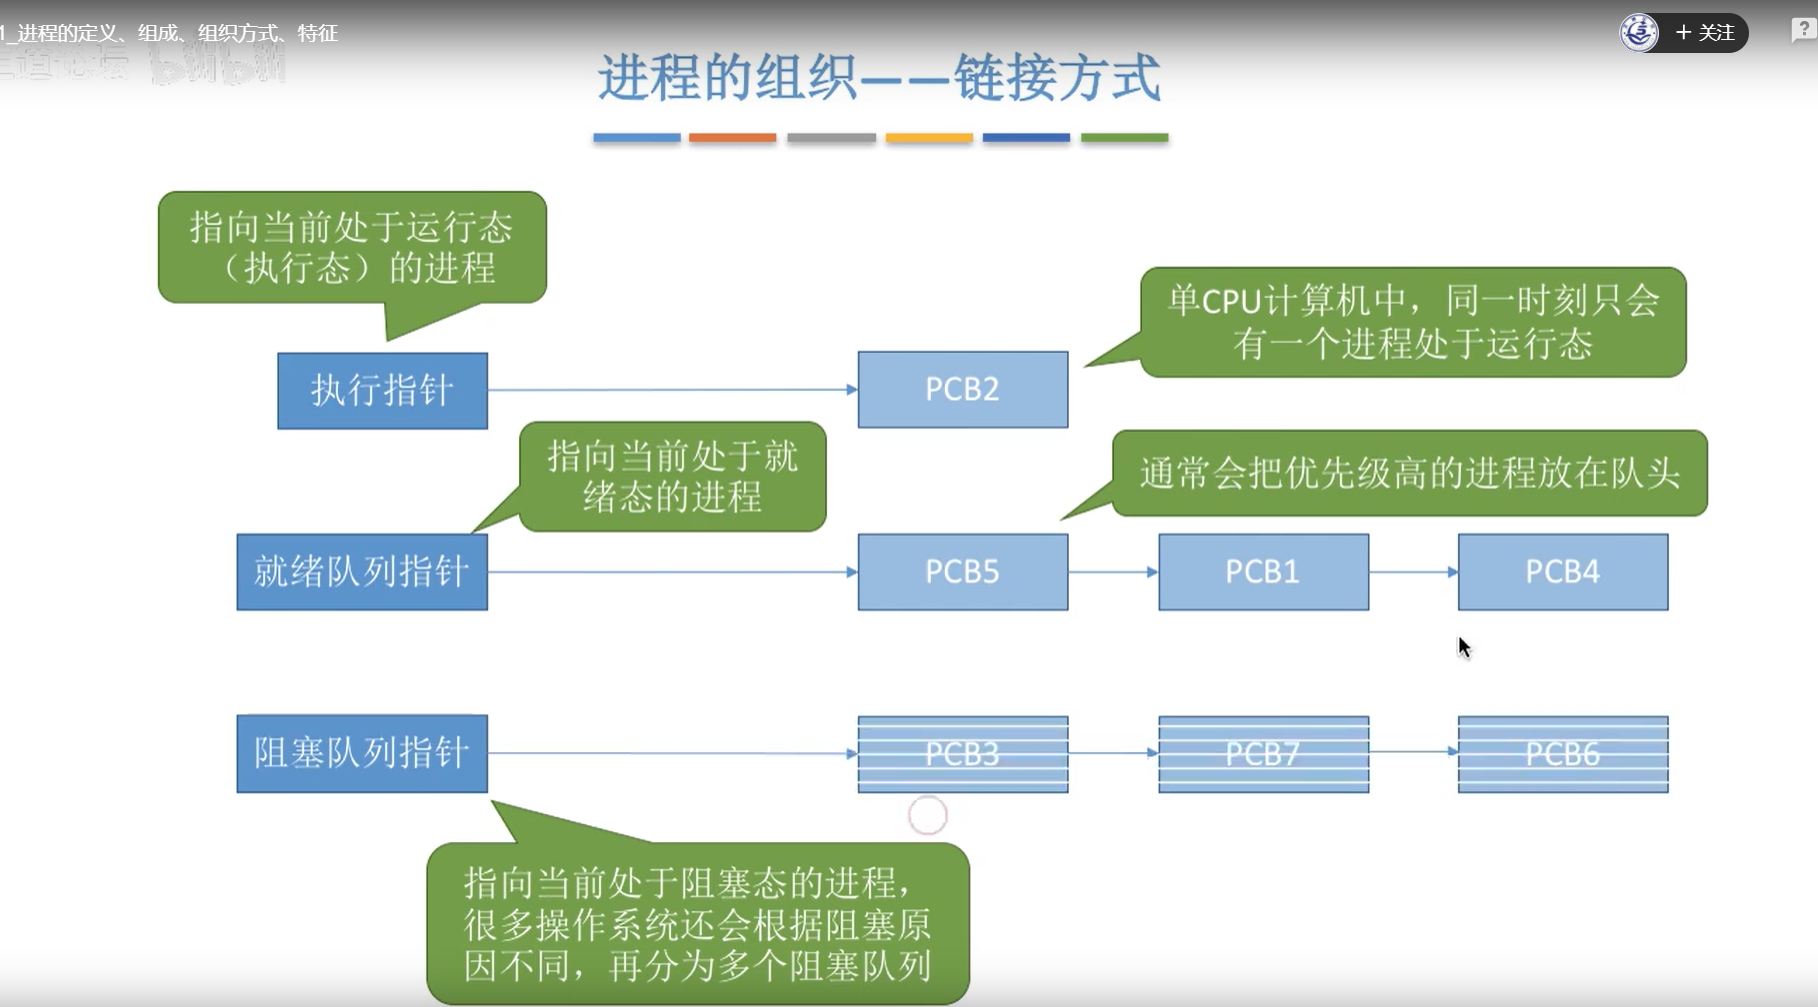 1_进程的定义、组成、组织方式、特征
+ 关注
?
王道论坛 bilibili
进程的组织——链接方式
指向当前处于运行态
（执行态）的进程
单CPU计算机中，同一时刻只会
有一个进程处于运行态
执行指针
PCB2
指向当前处于就
绪态的进程
通常会把优先级高的进程放在队头
就绪队列指针
PCB5
PCB1
PCB4
阻塞队列指针
PCB3
PCB7
PCB6
指向当前处于阻塞态的进程，
很多操作系统还会根据阻塞原
因不同，再分为多个阻塞队列